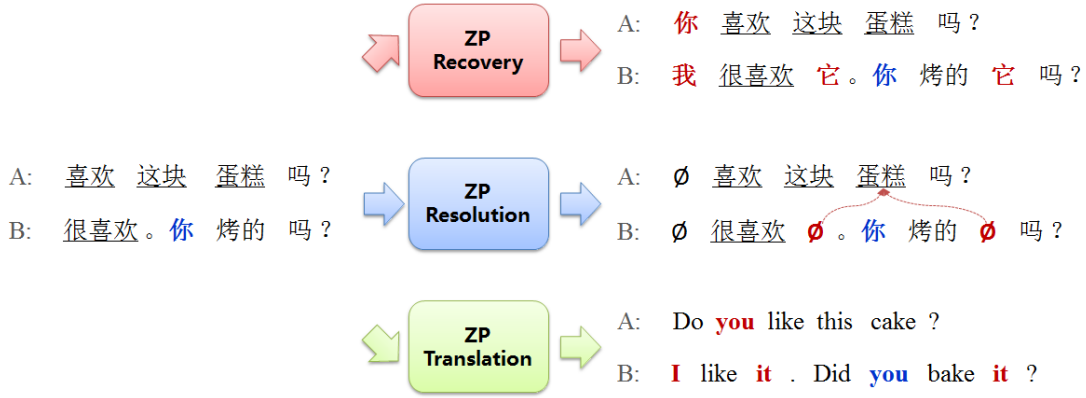 A: 喜欢 这块 蛋糕 吗？
B: 很喜欢。你 烤的 吗？
ZP
Recovery
A: 你 喜欢 这块 蛋糕 吗？
B: 我 很喜欢 它。你 烤的 它 吗？
ZP
Resolution
A: Ø 喜欢 这块 蛋糕 吗？
B: Ø 很喜欢 Ø。你 烤的 Ø 吗？
ZP
Translation
A: Do you like this cake ?
B: I like it . Did you bake it ?